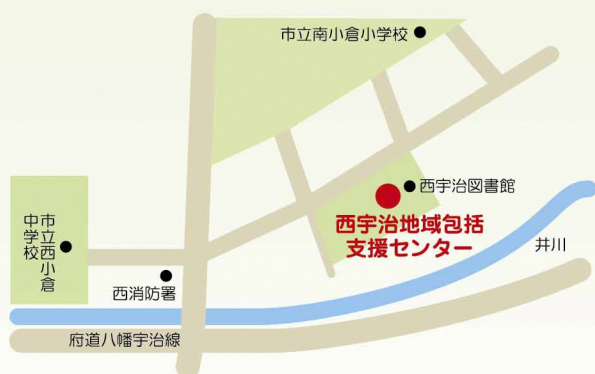 市立南小倉小学校
西宇治図書館
西宇治地域包括
支援センター
井川
市立西小倉
中学校
西消防署
府道八幡宇治線